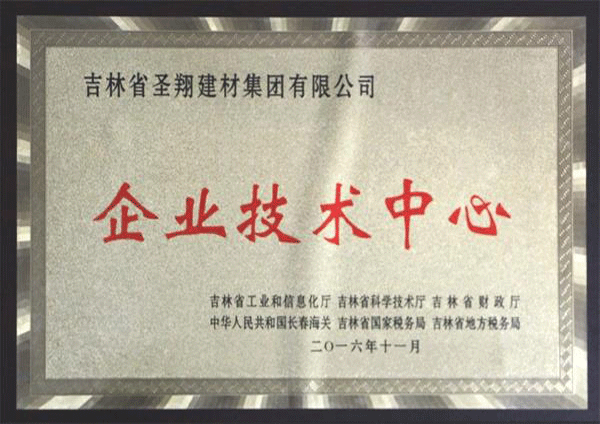 吉林省圣翔建材集团有限公司
企业技术中心
吉林省工业和信息化厅 吉林省科学技术厅 吉林省财政厅
中华人民共和国长春海关 吉林省国家税务局 吉林省地方税务局
二〇一六年十一月